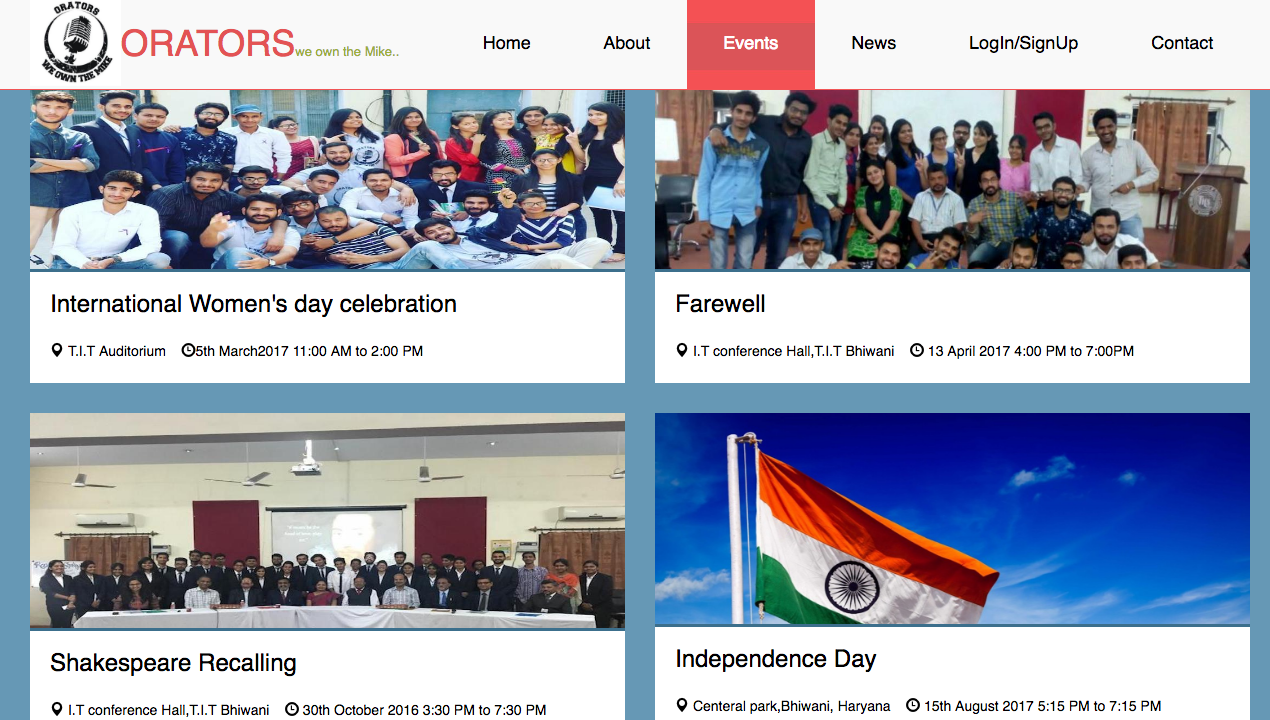 ORATORS
WE OWN THE MIKE
ORATORS we own the Mike..
Home About Events News LogIn/SignUp Contact
International Women's day celebration
T.I.T Auditorium 5th March2017 11:00 AM to 2:00 PM
Farewell
I.T conference Hall,T.I.T Bhiwani 13 April 2017 4:00 PM to 7:00PM
Shakespeare Recalling
I.T conference Hall,T.I.T Bhiwani 30th October 2016 3:30 PM to 7:30 PM
Independence Day
Centeral park,Bhiwani, Haryana 15th August 2017 5:15 PM to 7:15 PM